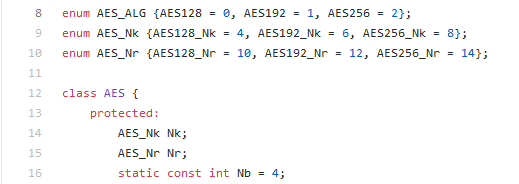 8 enum AES_ALG {AES128 = 0, AES192 = 1, AES256 = 2};
9 enum AES_Nk {AES128_Nk = 4, AES192_Nk = 6, AES256_Nk = 8};
10 enum AES_Nr {AES128_Nr = 10, AES192_Nr = 12, AES256_Nr = 14};
11
12 class AES {
13     protected:
14         AES_Nk Nk;
15         AES_Nr Nr;
16         static const int Nb = 4;